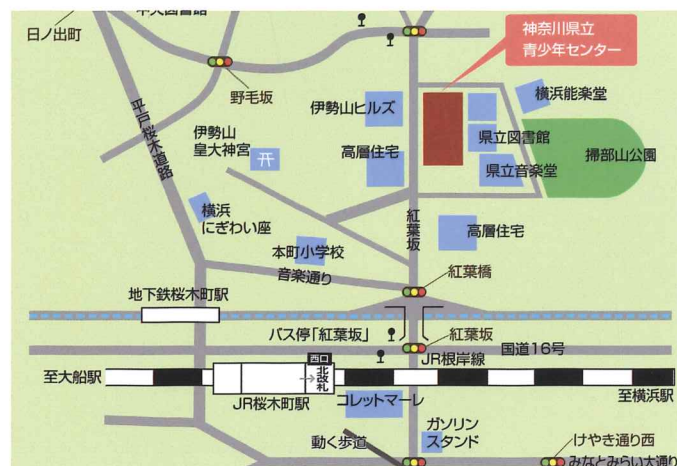 日ノ出町
神奈川県立
青少年センター
野毛坂
伊勢山ヒルズ
横浜能楽堂
平戸桜木道路
伊勢山
皇大神宮
高層住宅
県立図書館
県立音楽堂
掃部山公園
横浜
にぎわい座
紅葉坂
高層住宅
本町小学校
音楽通り
紅葉橋
地下鉄桜木町駅
バス停「紅葉坂」
紅葉坂
国道16号
西口
JR根岸線
至大船駅
→
北改札
至横浜駅
JR桜木町駅
コレットマーレ
動く歩道
ガソリン
スタンド
けやき通り西
みなとみらい大通り